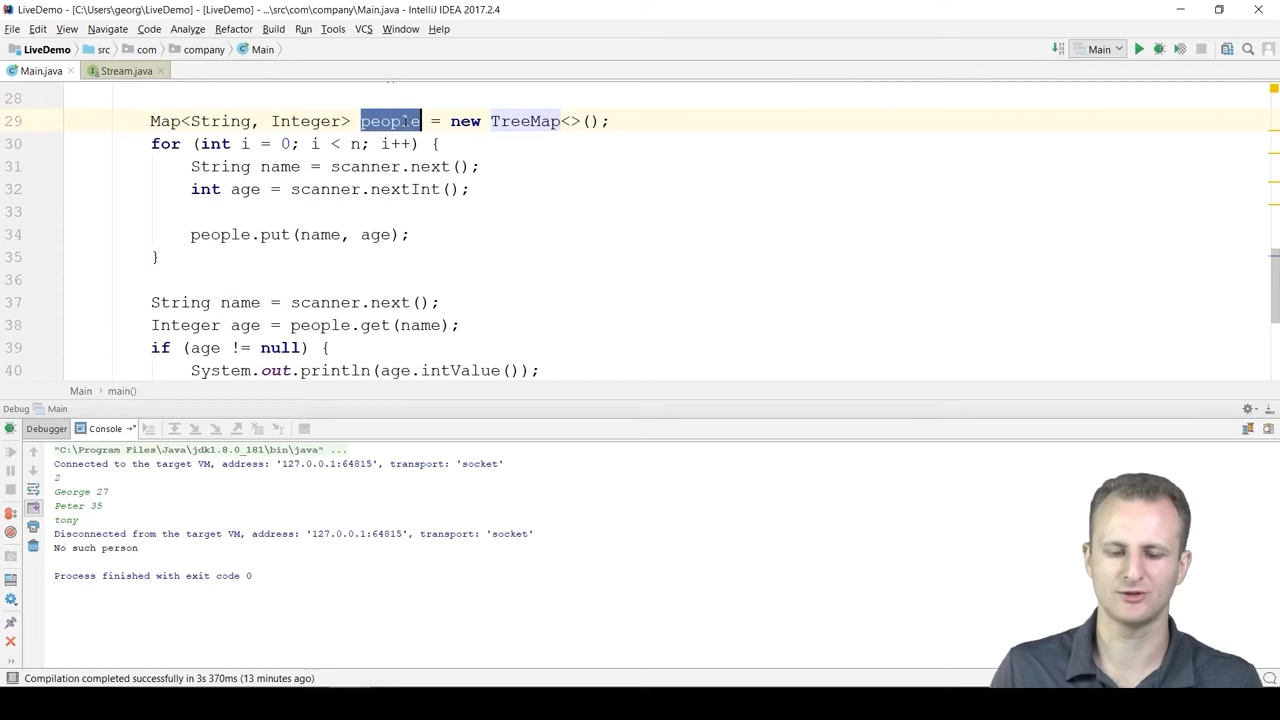 LiveDemo - [C:\Users\georg\LiveDemo] - [LiveDemo] - ...\src\com\company\Main.java - IntelliJ IDEA 2017.2.4
File Edit View Navigate Code Analyze Refactor Build Run Tools VCS Window Help
LiveDemo src com company Main Main
Main.java Stream.java
28
29 Map<String, Integer> people = new TreeMap<>();
30 for (int i = 0; i < n; i++) {
31 String name = scanner.next();
32 int age = scanner.nextInt();
33
34 people.put(name, age);
35 }
36
37 String name = scanner.next();
38 Integer age = people.get(name);
39 if (age != null) {
40 System.out.println(age.intValue());
Main main()
Debug Main
Debugger Console
"C:\Program Files\Java\jdk1.8.0_181\bin\java" ...
Connected to the target VM, address: '127.0.0.1:64815', transport: 'socket'
2
George 27
Peter 35
tony
Disconnected from the target VM, address: '127.0.0.1:64815', transport: 'socket'
No such person
Process finished with exit code 0
Compilation completed successfully in 3s 370ms (13 minutes ago)